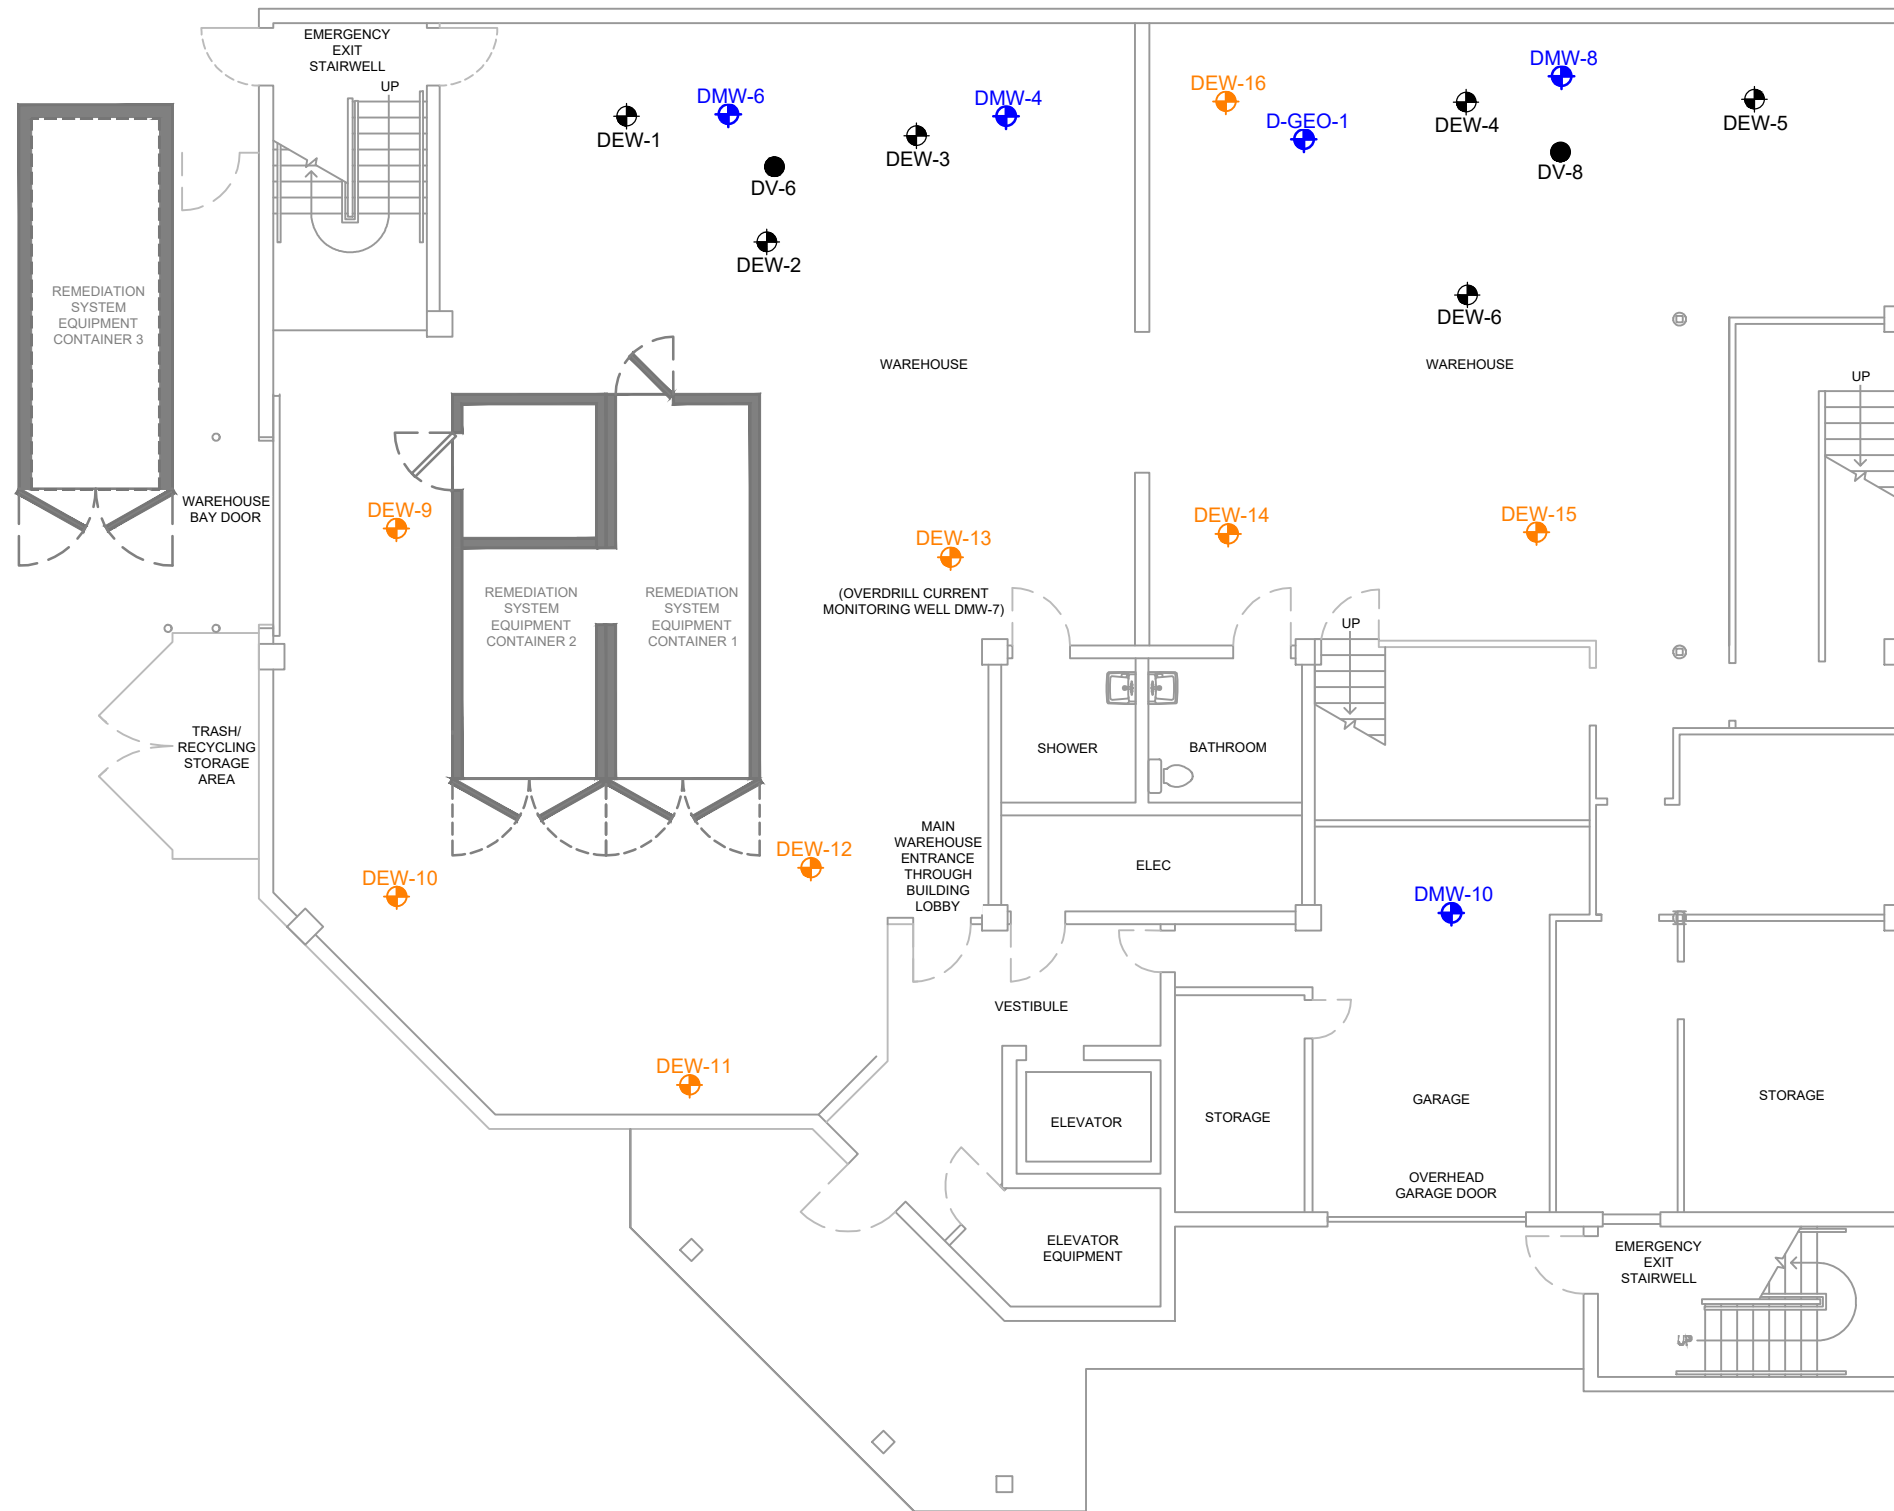 EMERGENCY
EXIT
STAIRWELL
UP
DEW-1
DMW-6
DV-6
DEW-2
DEW-3
DMW-4
DEW-16
D-GEO-1
DMW-8
DEW-4
DV-8
DEW-5
DEW-6
REMEDIATION
SYSTEM
EQUIPMENT
CONTAINER 3
WAREHOUSE
WAREHOUSE
UP
WAREHOUSE
BAY DOOR
DEW-9
DEW-13
(OVERDRILL CURRENT
MONITORING WELL DMW-7)
DEW-14
DEW-15
REMEDIATION
SYSTEM
EQUIPMENT
CONTAINER 2
REMEDIATION
SYSTEM
EQUIPMENT
CONTAINER 1
UP
TRASH/
RECYCLING
STORAGE
AREA
SHOWER
BATHROOM
MAIN
WAREHOUSE
ENTRANCE
THROUGH
BUILDING
LOBBY
ELEC
DEW-12
DEW-10
DMW-10
VESTIBULE
DEW-11
ELEVATOR
STORAGE
GARAGE
STORAGE
OVERHEAD
GARAGE DOOR
ELEVATOR
EQUIPMENT
EMERGENCY
EXIT
STAIRWELL
UP